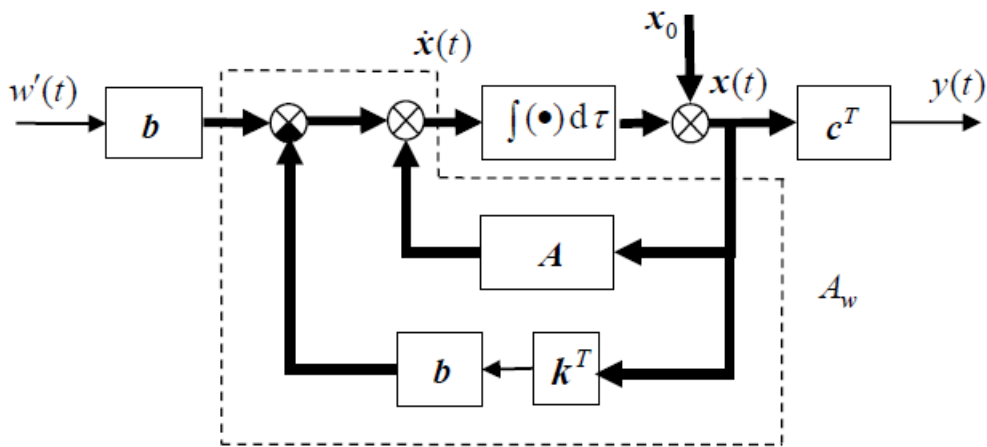 x₀
ẋ(t)
x(t)
w′(t)
y(t)
b
∫(•)dτ
cᵀ
A
A_w
b
kᵀ